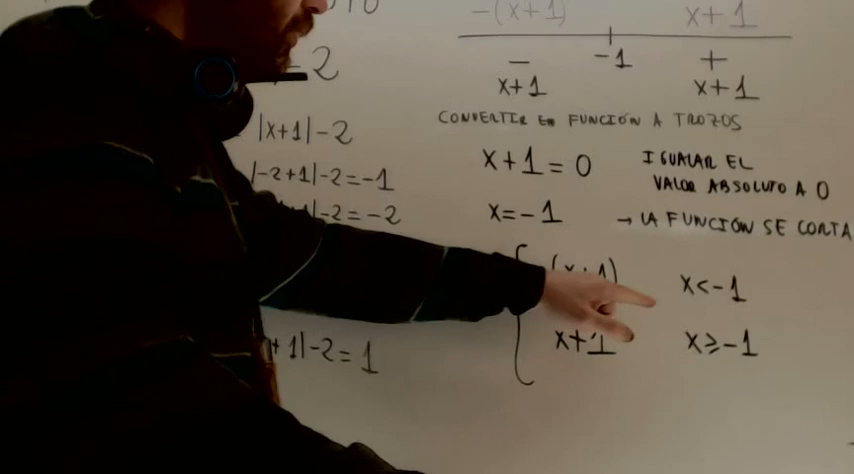 -(x+1) x+1
-2
-1
- +
x+1 x+1
|x+1|-2
CONVERTIR EN FUNCIÓN A TROZOS
x+1=0 IGUALAR EL
VALOR ABSOLUTO A 0
|-2+1|-2=-1
|-2=-2
x=-1 → LA FUNCIÓN SE CORTA
(x+1) x<-1
x+1 x≥-1
+1|-2=1